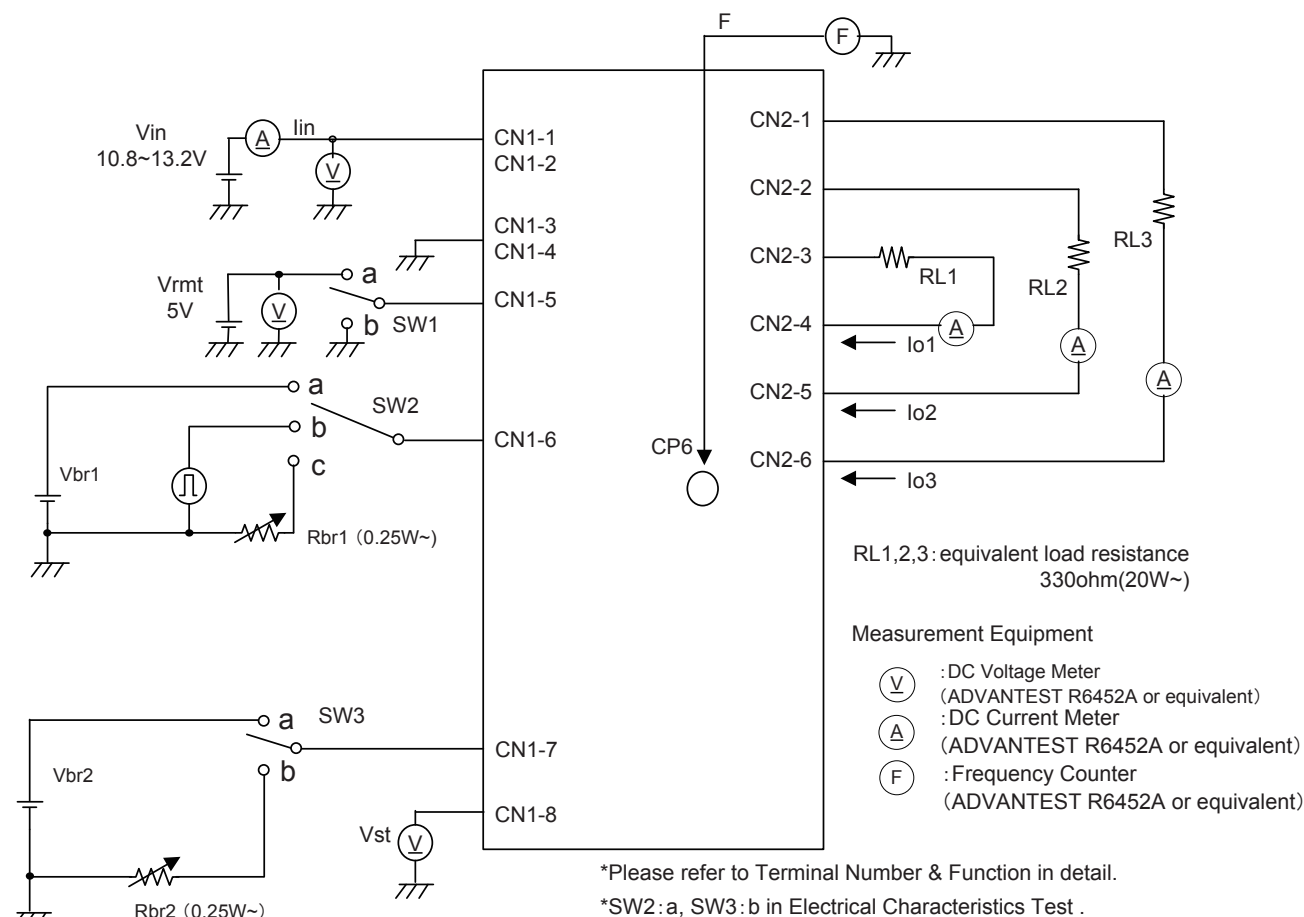 F
F
Vin
10.8~13.2V
A
Iin
V
CN1-1
CN1-2
CN1-3
CN1-4
Vrmt
5V
V
a
b
SW1
CN1-5
a
b
c
SW2
CN1-6
Vbr1
Rbr1 (0.25W~)
a
b
SW3
CN1-7
Vbr2
Rbr2 (0.25W~)
Vst
V
CN1-8
CP6
CN2-1
CN2-2
CN2-3
CN2-4
CN2-5
CN2-6
RL1
RL2
RL3
A
A
A
Io1
Io2
Io3
RL1,2,3:equivalent load resistance
330ohm(20W~)
Measurement Equipment
V :DC Voltage Meter
(ADVANTEST R6452A or equivalent)
A :DC Current Meter
(ADVANTEST R6452A or equivalent)
F :Frequency Counter
(ADVANTEST R6452A or equivalent)
*Please refer to Terminal Number & Function in detail.
*SW2:a, SW3:b in Electrical Characteristics Test .